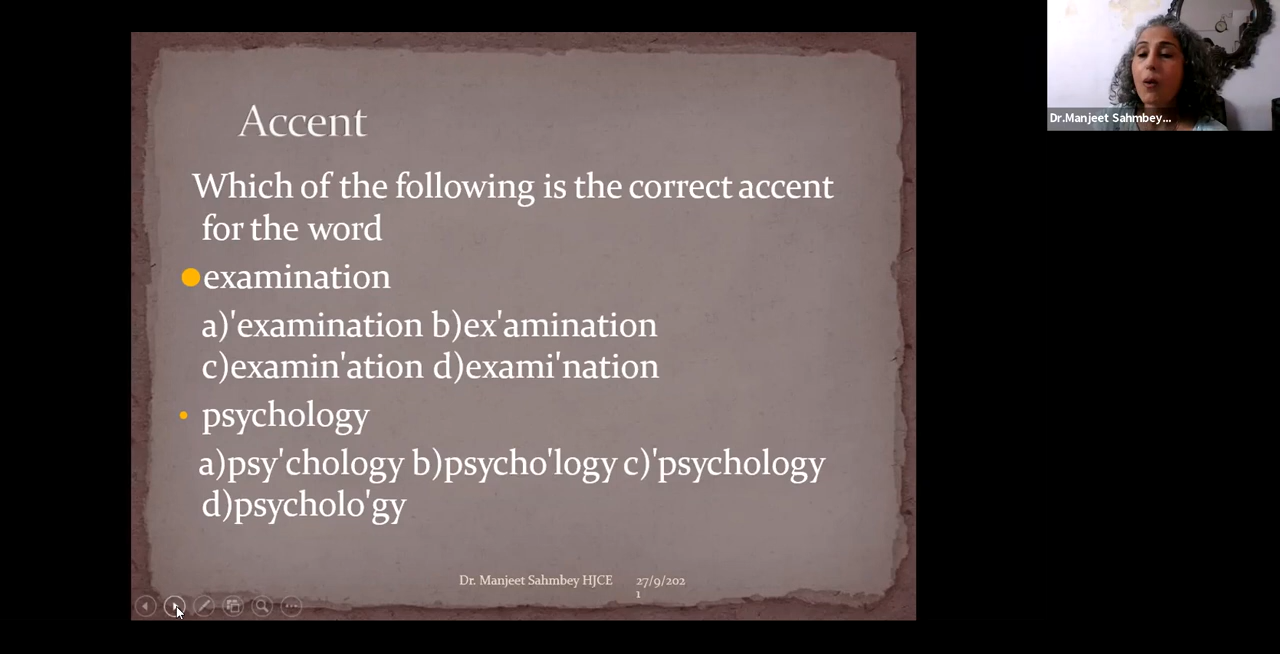 Accent
Which of the following is the correct accent
for the word
examination
a)'examination b)ex'amination
c)examin'ation d)exami'nation
psychology
a)psy'chology b)psycho'logy c)'psychology
d)psycholo'gy
Dr. Manjeet Sahmbey HJCE
27/9/202
1
Dr.Manjeet Sahmbey...